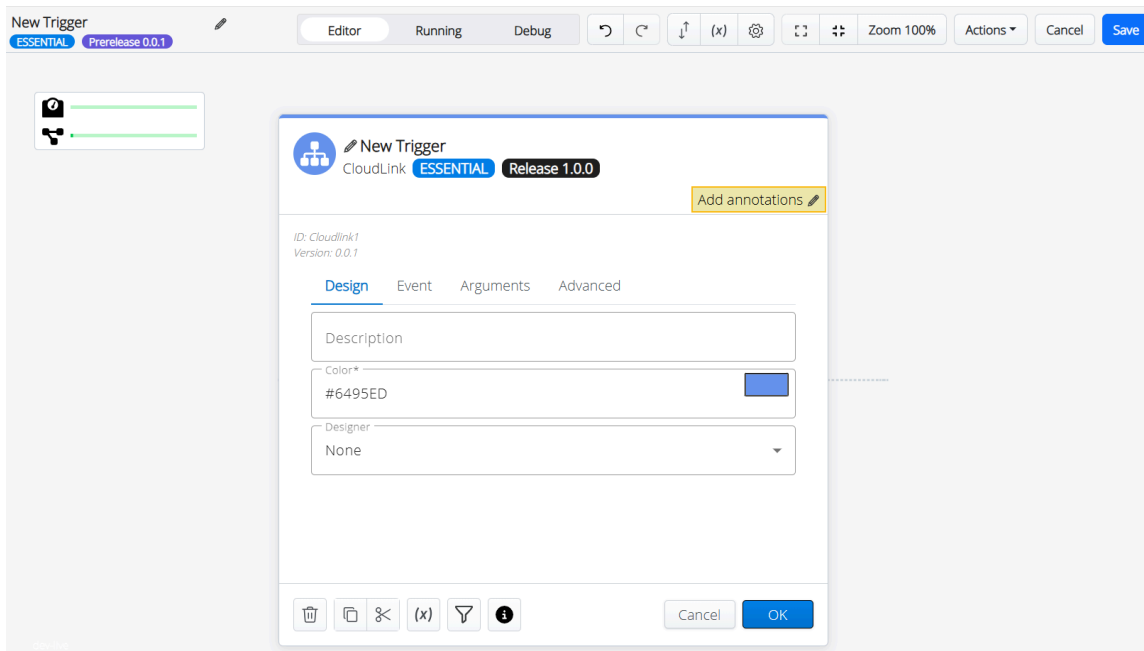 New Trigger
ESSENTIAL Prerelease 0.0.1
Editor Running Debug
(x)
Zoom 100%
Actions
Cancel
Save
New Trigger
CloudLink ESSENTIAL Release 1.0.0
Add annotations
ID: Cloudlink1
Version: 0.0.1
Design Event Arguments Advanced
Description
Color*
#6495ED
Designer
None
(x)
Cancel OK